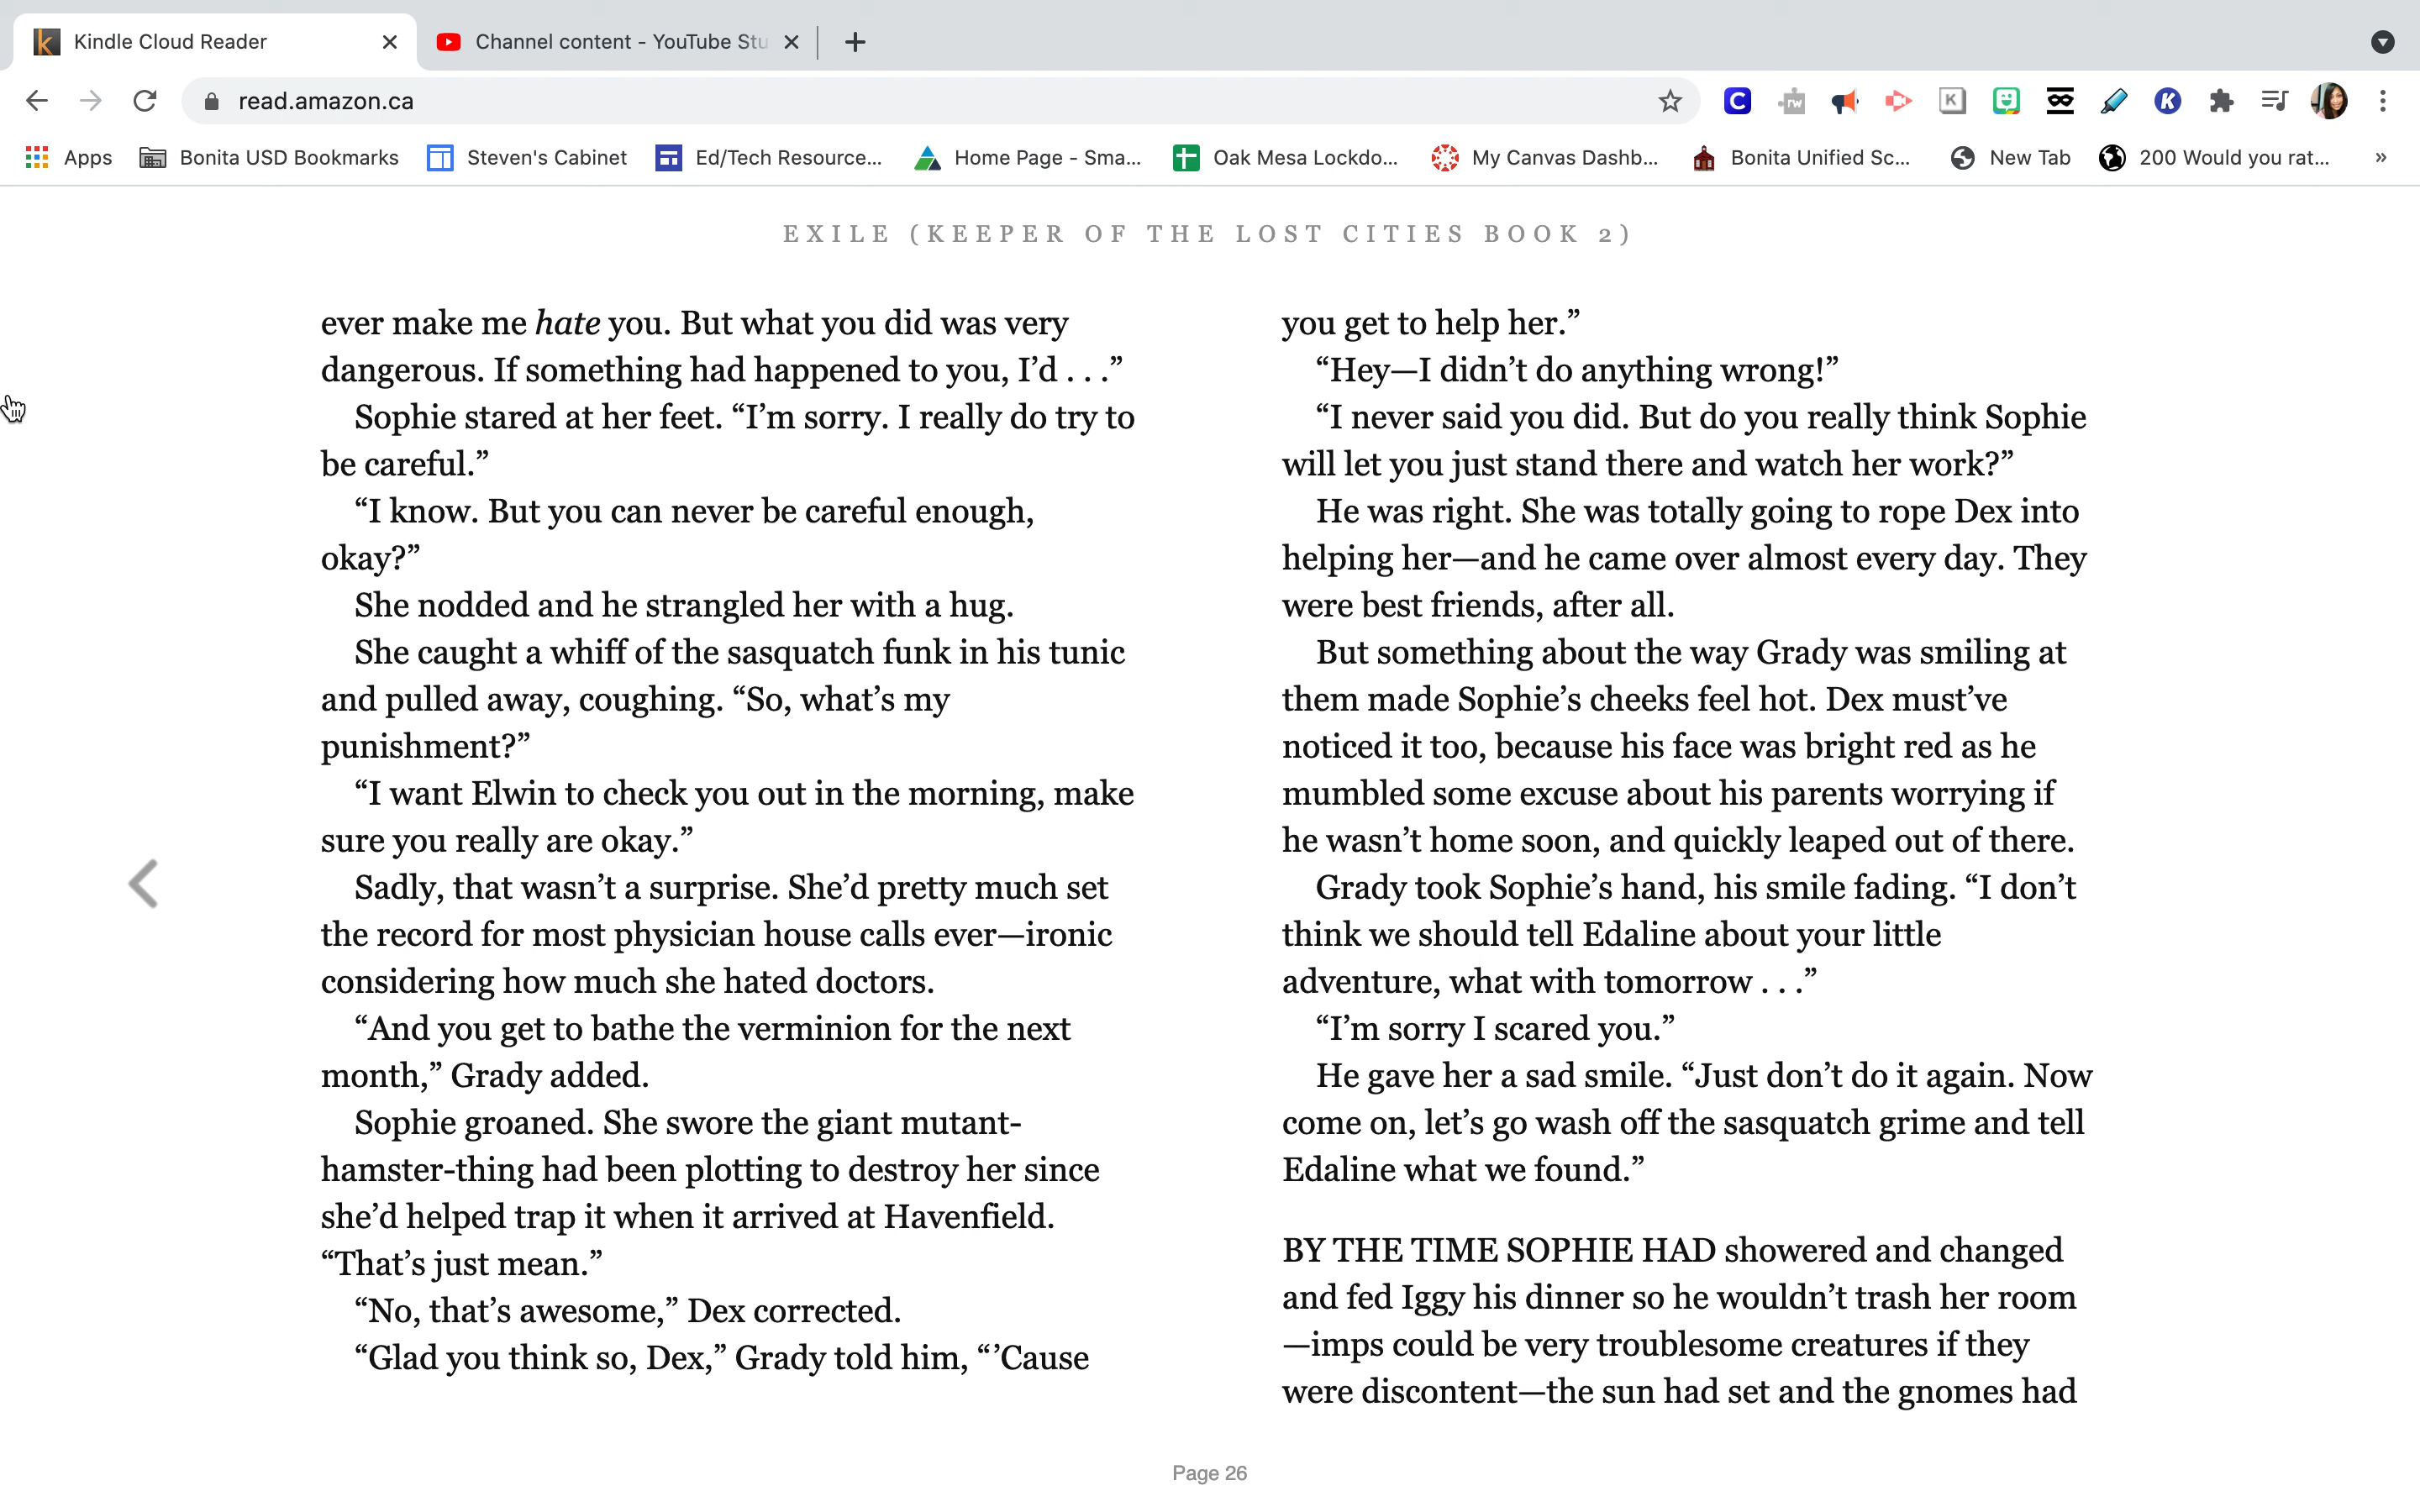 Kindle Cloud Reader
Channel content - YouTube Stu
read.amazon.ca
Apps
Bonita USD Bookmarks
Steven's Cabinet
Ed/Tech Resource...
Home Page - Sma...
Oak Mesa Lockdo...
My Canvas Dashb...
Bonita Unified Sc...
New Tab
200 Would you rat...
»
EXILE (KEEPER OF THE LOST CITIES BOOK 2)
ever make me hate you. But what you did was very
dangerous. If something had happened to you, I’d . . .”
Sophie stared at her feet. “I’m sorry. I really do try to
be careful.”
“I know. But you can never be careful enough,
okay?”
She nodded and he strangled her with a hug.
She caught a whiff of the sasquatch funk in his tunic
and pulled away, coughing. “So, what’s my
punishment?”
“I want Elwin to check you out in the morning, make
sure you really are okay.”
Sadly, that wasn’t a surprise. She’d pretty much set
the record for most physician house calls ever—ironic
considering how much she hated doctors.
“And you get to bathe the verminion for the next
month,” Grady added.
Sophie groaned. She swore the giant mutant-
hamster-thing had been plotting to destroy her since
she’d helped trap it when it arrived at Havenfield.
“That’s just mean.”
“No, that’s awesome,” Dex corrected.
“Glad you think so, Dex,” Grady told him, “’Cause
you get to help her.”
“Hey—I didn’t do anything wrong!”
“I never said you did. But do you really think Sophie
will let you just stand there and watch her work?”
He was right. She was totally going to rope Dex into
helping her—and he came over almost every day. They
were best friends, after all.
But something about the way Grady was smiling at
them made Sophie’s cheeks feel hot. Dex must’ve
noticed it too, because his face was bright red as he
mumbled some excuse about his parents worrying if
he wasn’t home soon, and quickly leaped out of there.
Grady took Sophie’s hand, his smile fading. “I don’t
think we should tell Edaline about your little
adventure, what with tomorrow . . .”
“I’m sorry I scared you.”
He gave her a sad smile. “Just don’t do it again. Now
come on, let’s go wash off the sasquatch grime and tell
Edaline what we found.”
BY THE TIME SOPHIE HAD showered and changed
and fed Iggy his dinner so he wouldn’t trash her room
—imps could be very troublesome creatures if they
were discontent—the sun had set and the gnomes had
Page 26